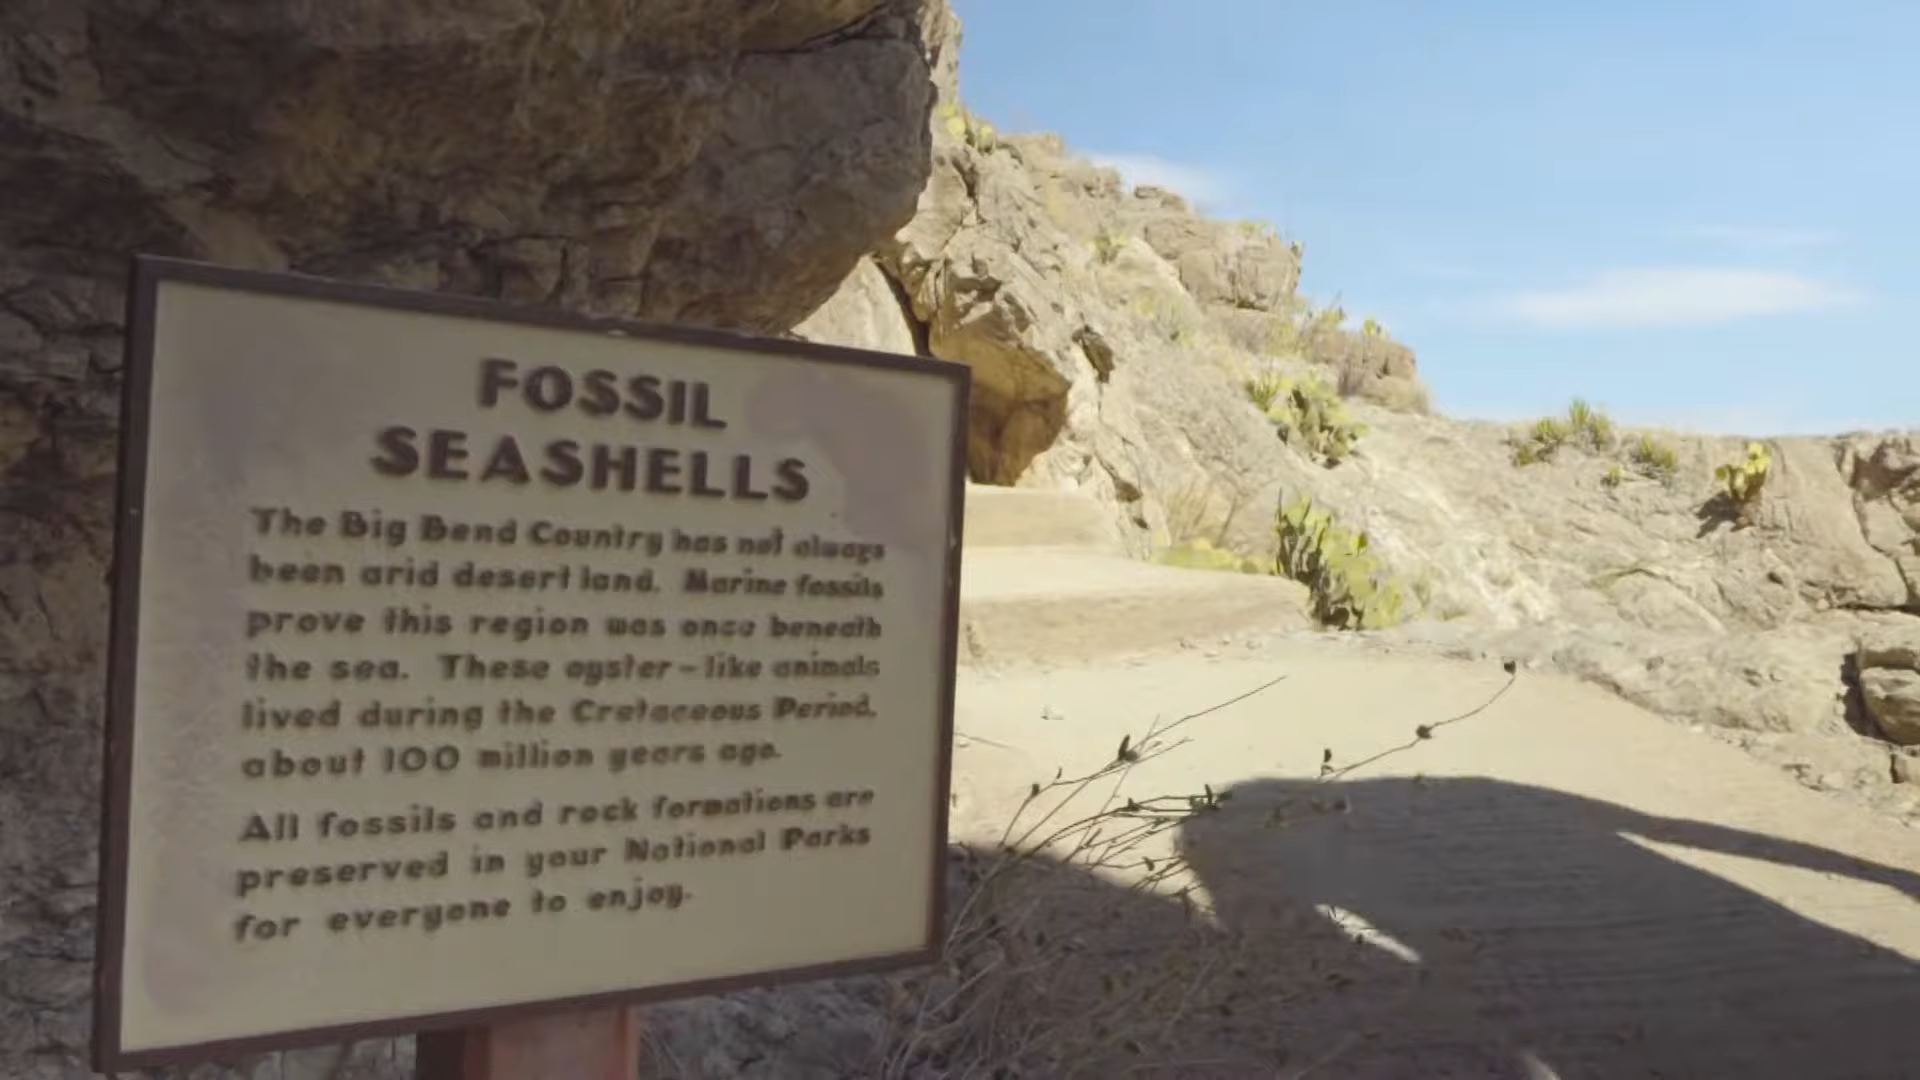 FOSSIL
SEASHELLS
The Big Bend Country has not always
been arid desert land. Marine fossils
prove this region was once beneath
the sea. These oyster-like animals
lived during the Cretaceous Period,
about 100 million years ago.
All fossils and rock formations are
preserved in your National Parks
for everyone to enjoy.